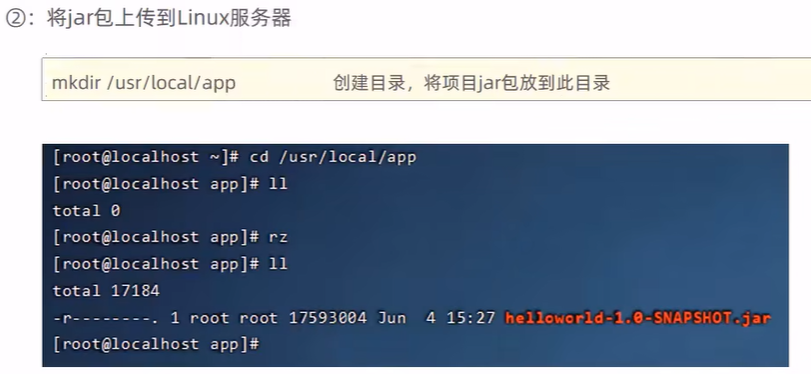 ②：将jar包上传到Linux服务器
mkdir /usr/local/app 创建目录，将项目jar包放到此目录
[root@localhost ~]# cd /usr/local/app
[root@localhost app]# ll
total 0
[root@localhost app]# rz
[root@localhost app]# ll
total 17184
-r--------. 1 root root 17593004 Jun  4 15:27 helloworld-1.0-SNAPSHOT.jar
[root@localhost app]#